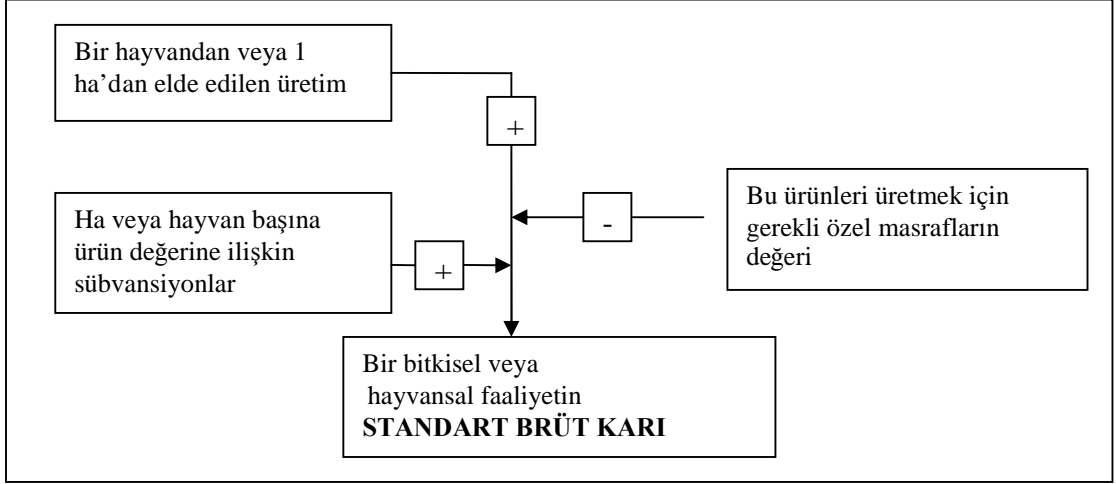 Bir hayvandan veya 1
ha’dan elde edilen üretim
+
Ha veya hayvan başına
ürün değerine ilişkin
sübvansiyonlar
+
-
Bu ürünleri üretmek için
gerekli özel masrafların
değeri
Bir bitkisel veya
hayvansal faaliyetin
STANDART BRÜT KARI